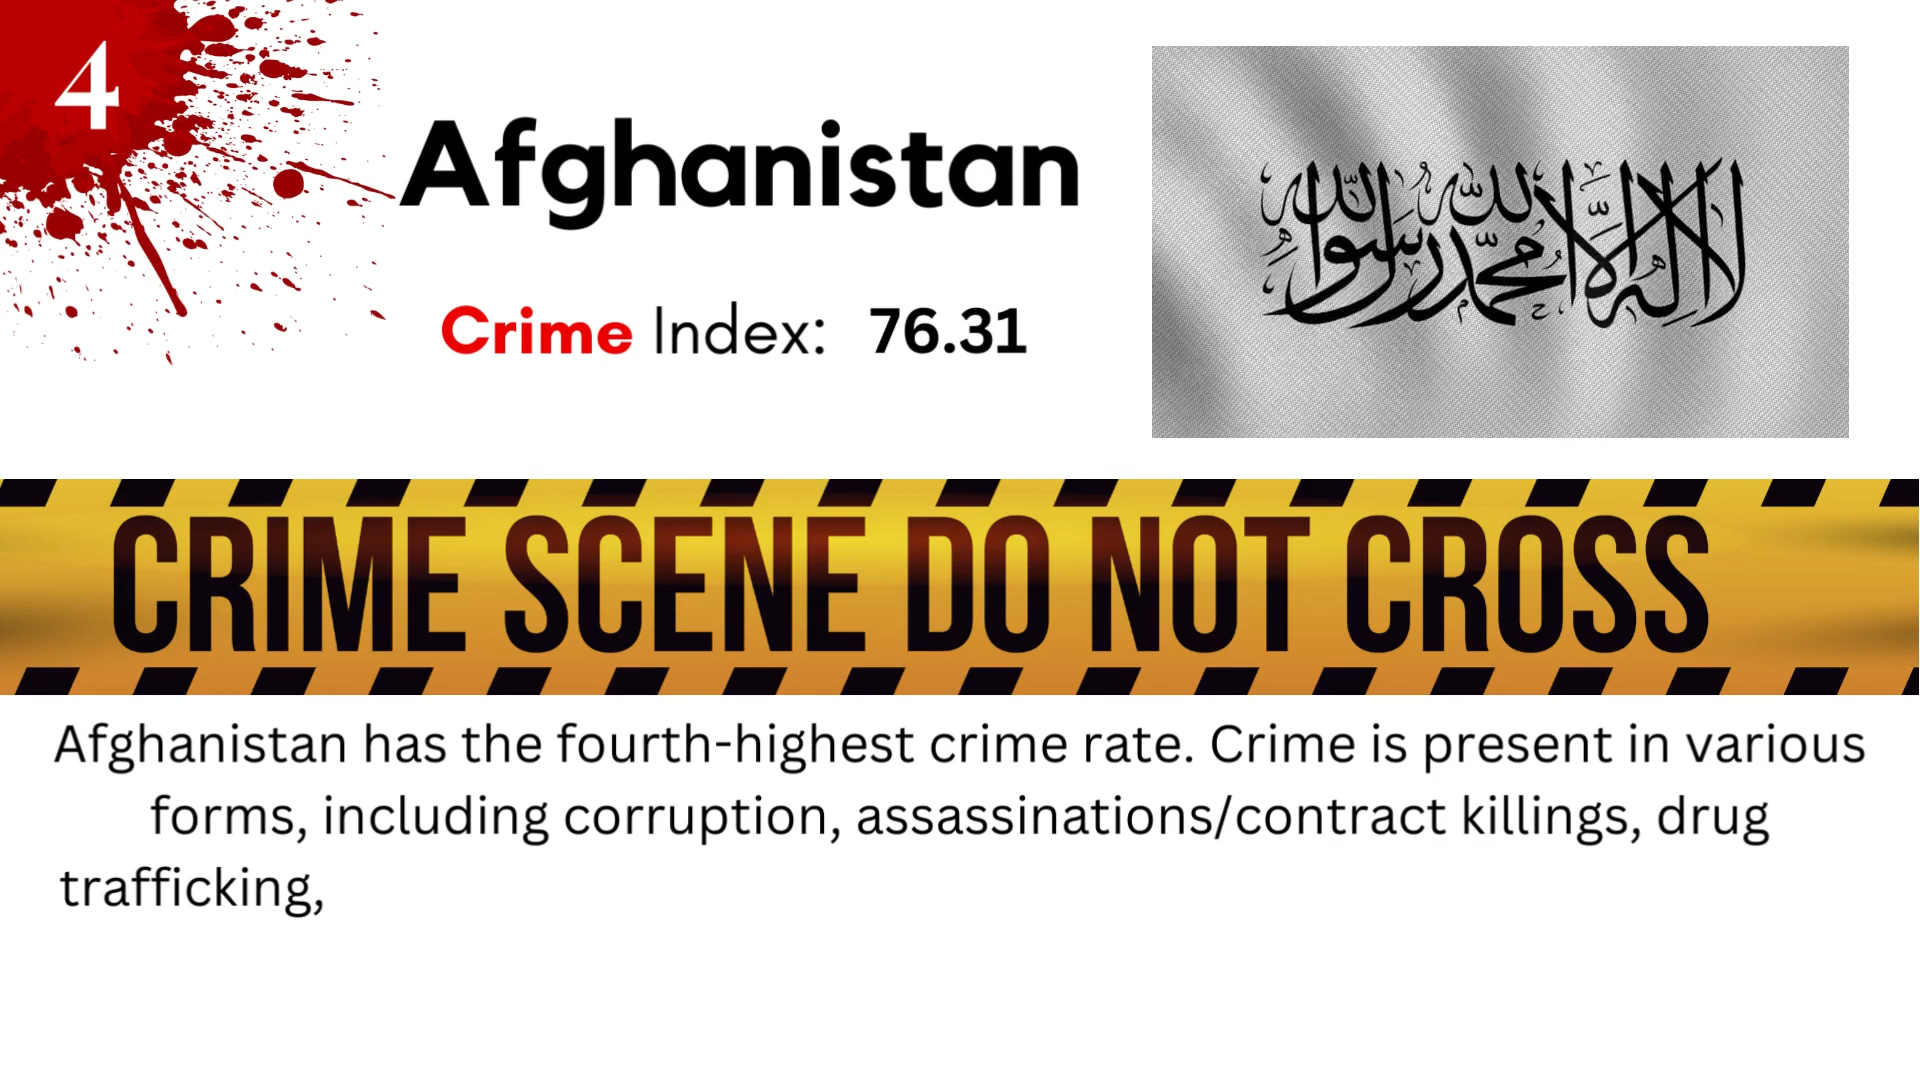 4
Afghanistan
Crime Index: 76.31
لا إله إلا الله محمد رسول الله
CRIME SCENE DO NOT CROSS
Afghanistan has the fourth-highest crime rate. Crime is present in various
forms, including corruption, assassinations/contract killings, drug
trafficking,